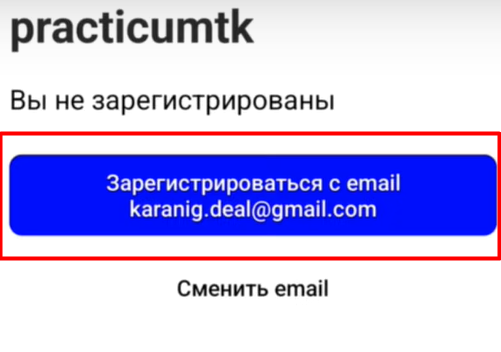 practicumtk
Вы не зарегистрированы
Зарегистрироваться с email
karanig.deal@gmail.com
Сменить email